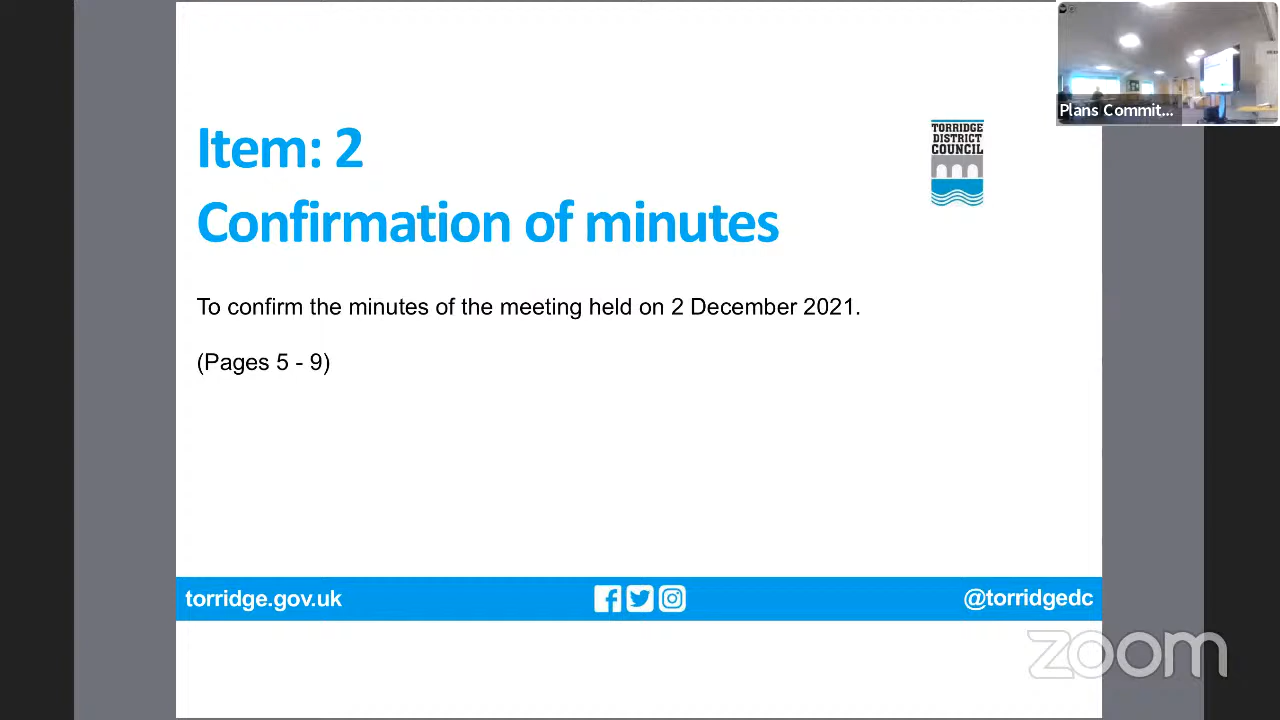 Plans Commit...
TORRIDGE
DISTRICT
COUNCIL
Item: 2
Confirmation of minutes
To confirm the minutes of the meeting held on 2 December 2021.
(Pages 5 - 9)
torridge.gov.uk
@torridgedc
zoom